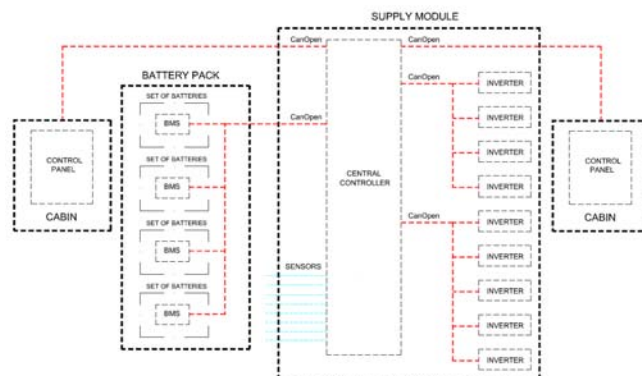 SUPPLY MODULE
CanOpen
CanOpen
BATTERY PACK
CanOpen
SET OF BATTERIES
BMS
CanOpen
INVERTER
INVERTER
INVERTER
INVERTER
CONTROL
PANEL
CABIN
SET OF BATTERIES
BMS
CENTRAL
CONTROLLER
CONTROL
PANEL
CABIN
CanOpen
INVERTER
INVERTER
INVERTER
INVERTER
INVERTER
SET OF BATTERIES
BMS
SENSORS
SET OF BATTERIES
BMS